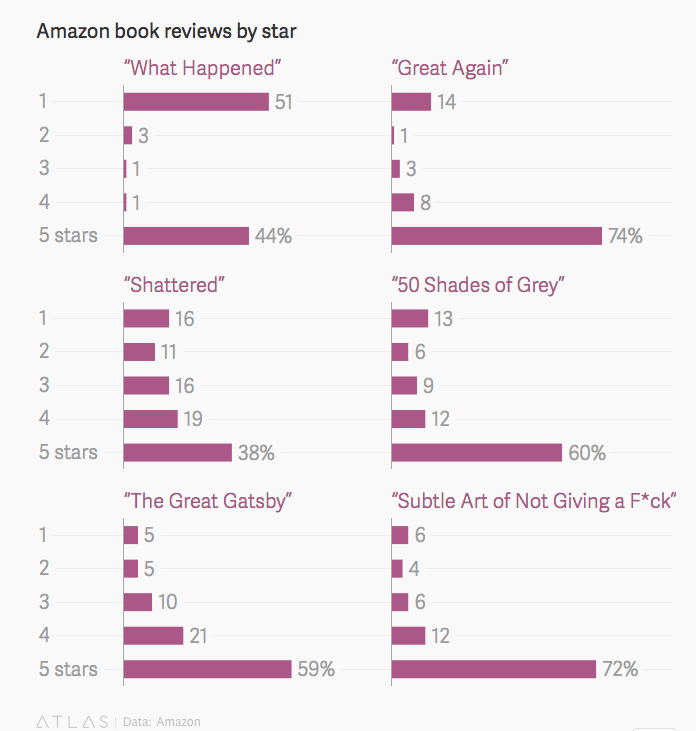 Amazon book reviews by star
“What Happened” “Great Again”
1 51 14
2 3 1
3 1 3
4 1 8
5 stars 44% 74%
“Shattered” “50 Shades of Grey”
1 16 13
2 11 6
3 16 9
4 19 12
5 stars 38% 60%
“The Great Gatsby” “Subtle Art of Not Giving a F*ck”
1 5 6
2 5 4
3 10 6
4 21 12
5 stars 59% 72%
ATLAS | Data: Amazon